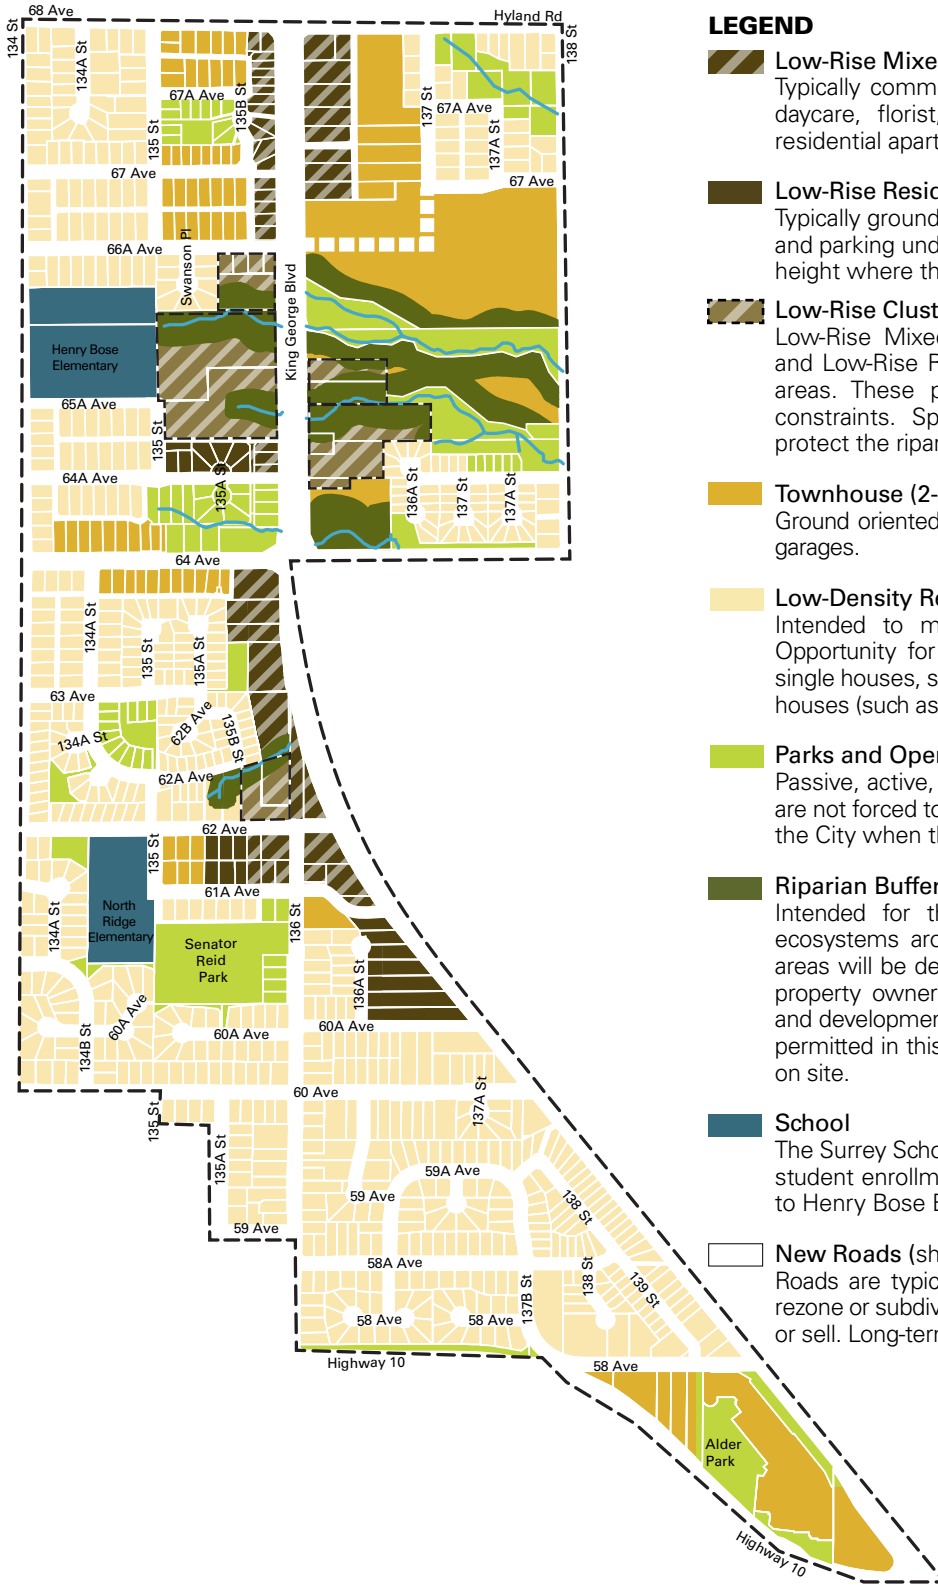 68 Ave
Hyland Rd
134 St
138 St
134A St
135 St
67A Ave
135B St
137 St
67A Ave
137A St
67 Ave
67 Ave
66A Ave
Swanson Pl
King George Blvd
Henry Bose
Elementary
65A Ave
135 St
64A Ave
135A St
136A St
137 St
137A St
64 Ave
134A St
135 St
135A St
63 Ave
134A St
62B Ave
135B St
62A Ave
62 Ave
135 St
61A Ave
North
Ridge
Elementary
134A St
Senator
Reid
Park
136 St
136A St
60A Ave
60A Ave
60A Ave
134B St
60 Ave
137A St
135 St
135A St
59A Ave
59 Ave
138 St
59 Ave
58A Ave
138 St
139 St
137B St
58 Ave
58 Ave
Highway 10
58 Ave
Alder
Park
Highway 10
LEGEND
Low-Rise Mixe
Typically comm
daycare, florist,
residential apart
Low-Rise Resid
Typically ground
and parking und
height where th
Low-Rise Clust
Low-Rise Mixed
and Low-Rise R
areas. These p
constraints. Sp
protect the ripar
Townhouse (2-
Ground oriented
garages.
Low-Density Re
Intended to m
Opportunity for
single houses, s
houses (such as
Parks and Oper
Passive, active,
are not forced to
the City when th
Riparian Buffer
Intended for th
ecosystems aro
areas will be de
property owner
and developmen
permitted in this
on site.
School
The Surrey Scho
student enrollm
to Henry Bose E
New Roads (sh
Roads are typic
rezone or subdiv
or sell. Long-tern